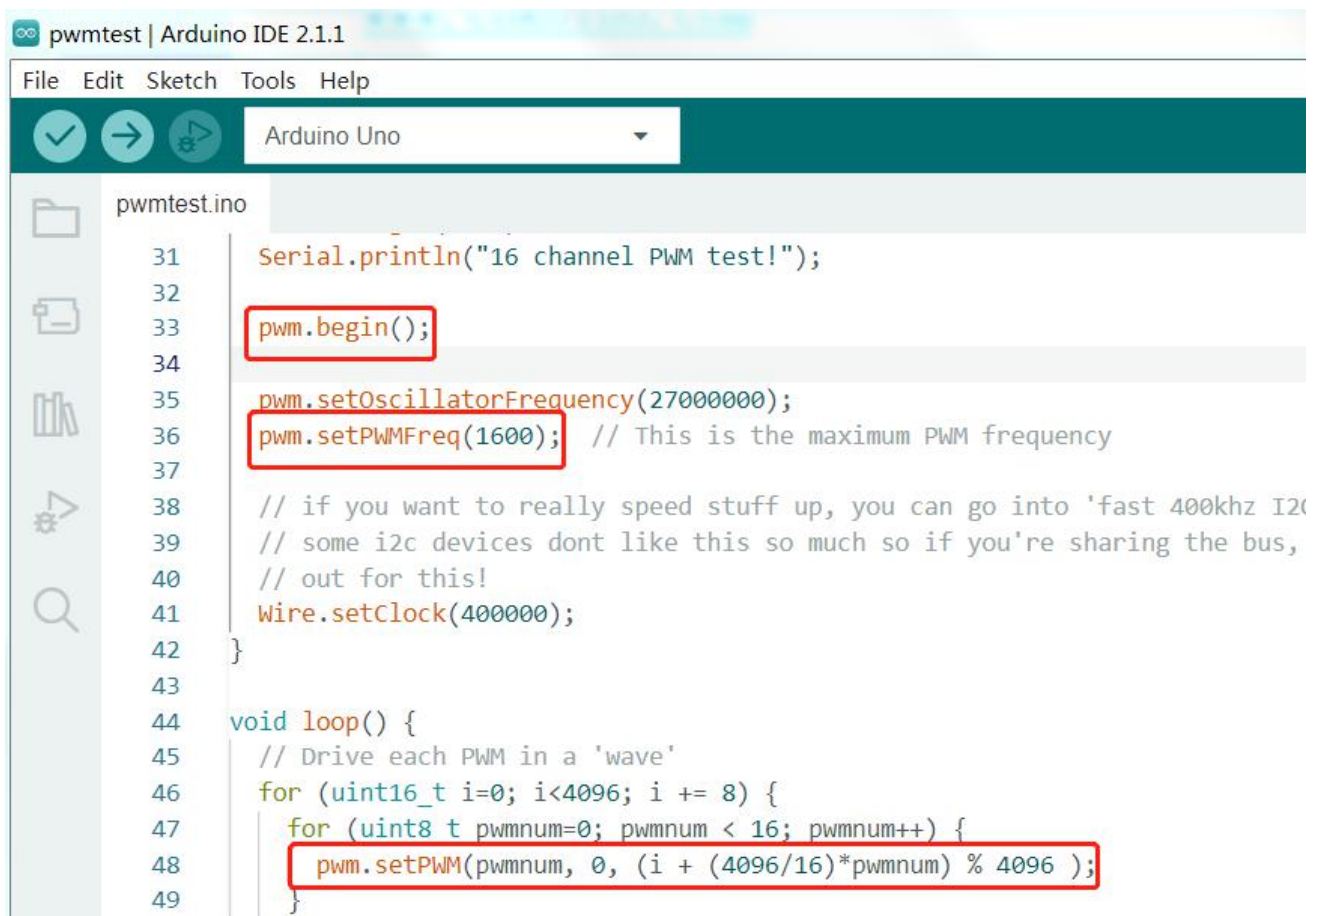 pwmtest | Arduino IDE 2.1.1
File Edit Sketch Tools Help
Arduino Uno
pwmtest.ino
31 Serial.println("16 channel PWM test!");
32
33 pwm.begin();
34
35 pwm.setOscillatorFrequency(27000000);
36 pwm.setPWMFreq(1600); // This is the maximum PWM frequency
37
38 // if you want to really speed stuff up, you can go into 'fast 400khz
39 // some i2c devices dont like this so much so if you're sharing the bus,
40 // out for this!
41 Wire.setClock(400000);
42 }
43
44 void loop() {
45 // Drive each PWM in a 'wave'
46 for (uint16_t i=0; i<4096; i += 8) {
47 for (uint8_t pwmnum=0; pwmnum < 16; pwmnum++) {
48 pwm.setPWM(pwmnum, 0, (i + (4096/16)*pwmnum) % 4096 );
49 }